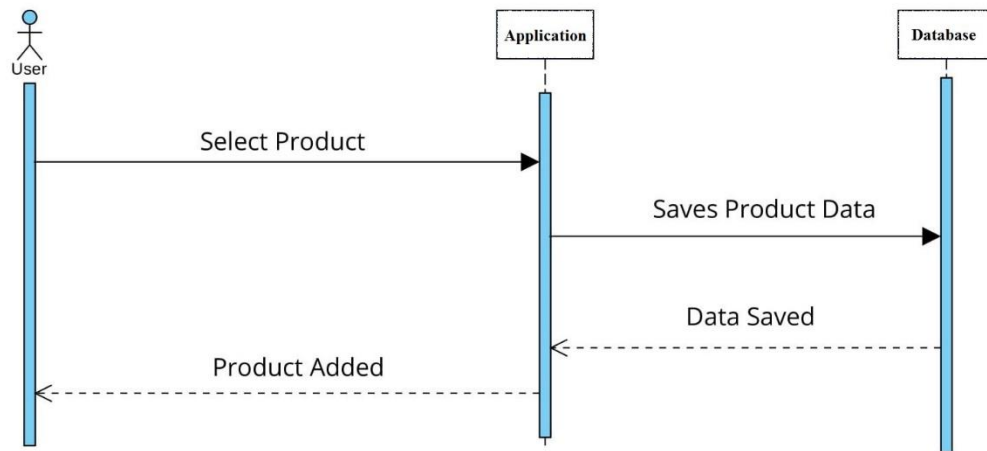 User
Application
Database
Select Product
Saves Product Data
Data Saved
Product Added